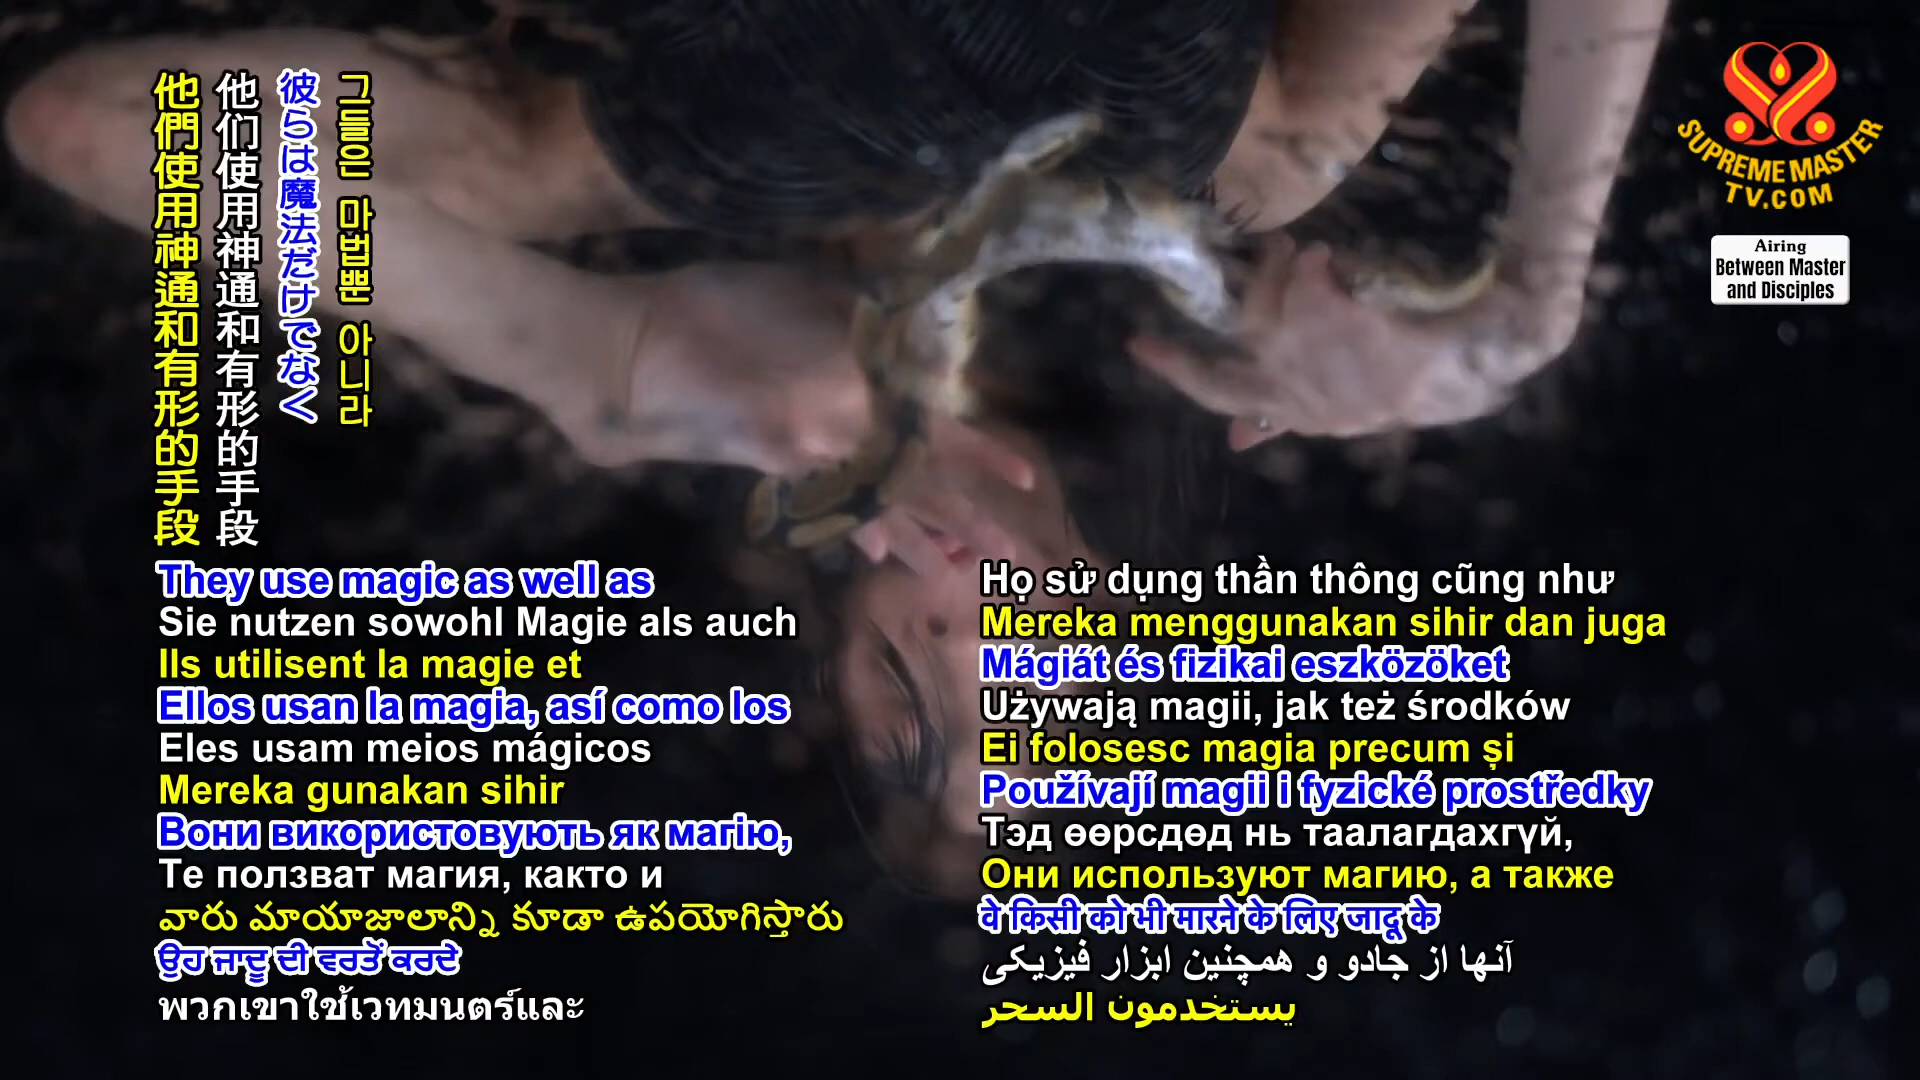 他們使用神通和有形的手段
他们使用神通和有形的手段
彼らは魔法だけでなく
그들은 마법뿐 아니라
SUPREME MASTER
TV.COM
Airing
Between Master
and Disciples
They use magic as well as
Sie nutzen sowohl Magie als auch
Ils utilisent la magie et
Ellos usan la magia, así como los
Eles usam meios mágicos
Mereka gunakan sihir
Вони використовують як магію,
Те ползват магия, както и
వారు మాయాజాలాన్ని కూడా ఉపయోగిస్తారు
ਉਹ ਜਾਦੂ ਦੀ ਵਰਤੋਂ ਕਰਦੇ
พวกเขาใช้เวทมนตร์และ
Họ sử dụng thần thông cũng như
Mereka menggunakan sihir dan juga
Mágiát és fizikai eszközöket
Używają magii, jak też środków
Ei folosesc magia precum și
Používají magii i fyzické prostředky
Тэд өөрсдөд нь таалагдахгүй,
Они используют магию, а также
वे किसी को भी मारने के लिए जादू के
آنها از جادو و همچنین ابزار فیزیکی
يستخدمون السحر